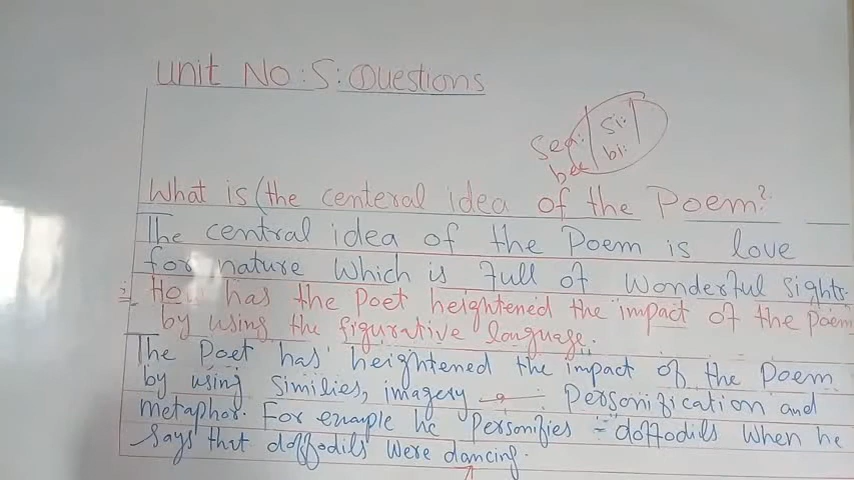 Unit NO: 5: Questions
Sea: /si:/
bee /bi:/
What is (the centeral idea of the Poem?
The central idea of the Poem is love
for nature which is full of wonderful sights.
How has the Poet heightened the impact of the Poem
by using the figurative language.
The Poet has heightened the impact of the Poem
by using similies, imagery Personification and
metaphor. For example he Personifies daffodils when he
says that daffodils were dancing.